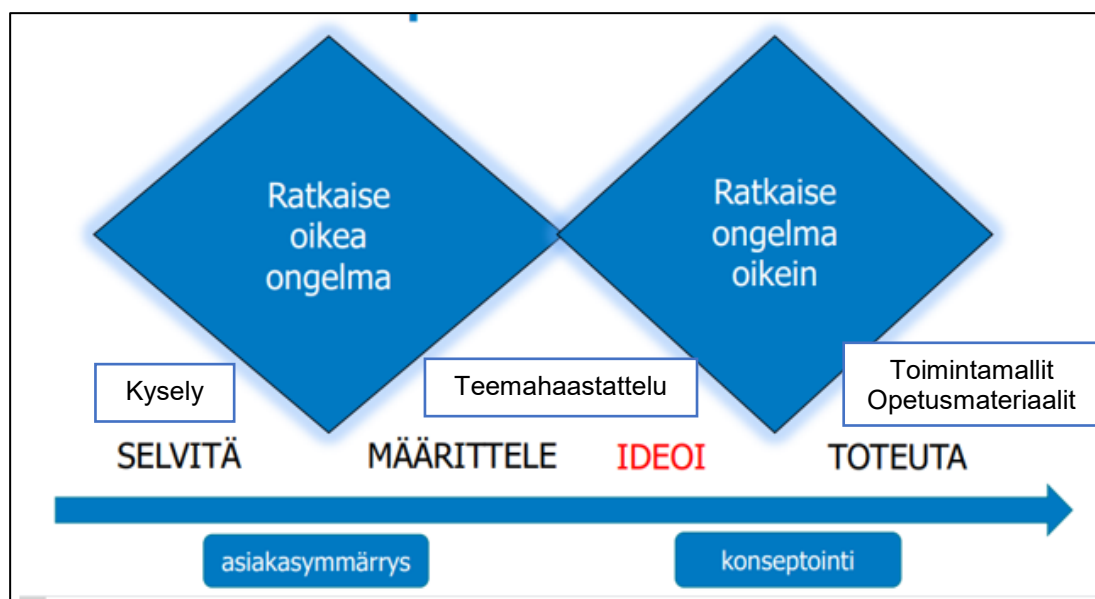 Ratkaise
oikea
ongelma
Ratkaise
ongelma
oikein
Kysely
Teemahaastattelu
Toimintamallit
Opetusmateriaalit
SELVITÄ
MÄÄRITTELE
IDEOI
TOTEUTA
asiakasymmärrys
konseptointi